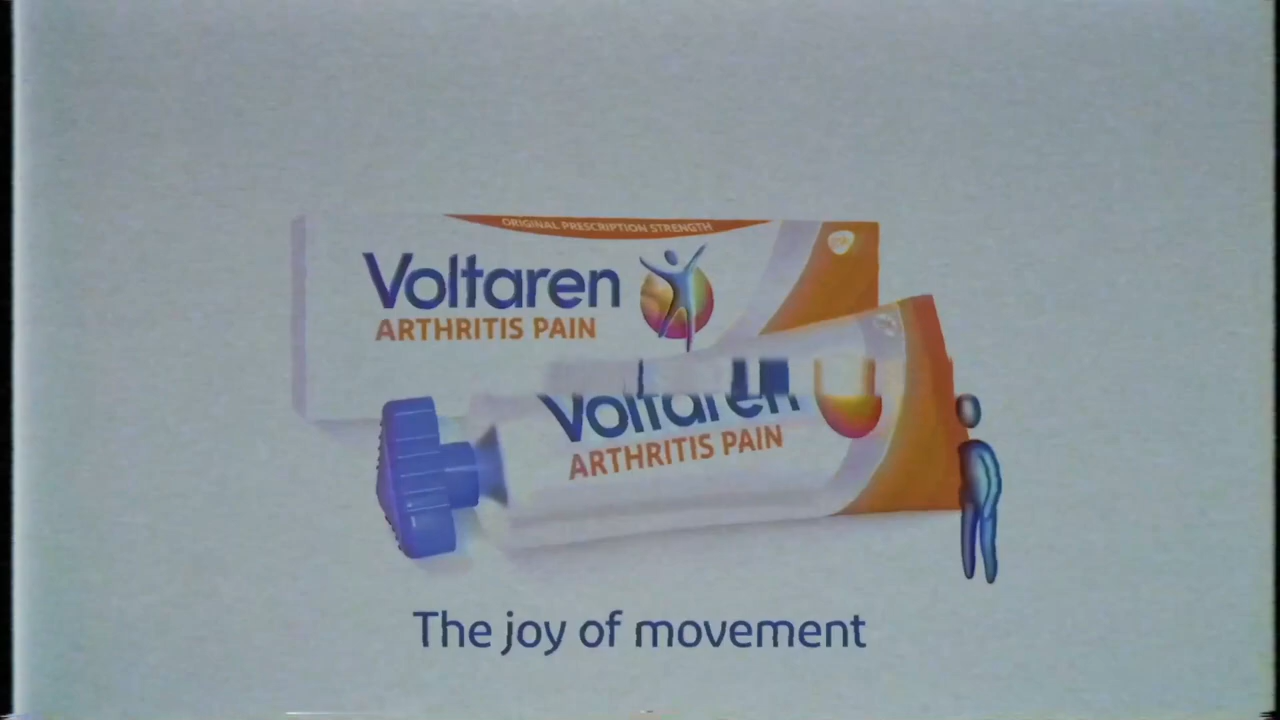 ORIGINAL PRESCRIPTION STRENGTH
Voltaren
ARTHRITIS PAIN
Voltaren
ARTHRITIS PAIN
The joy of movement